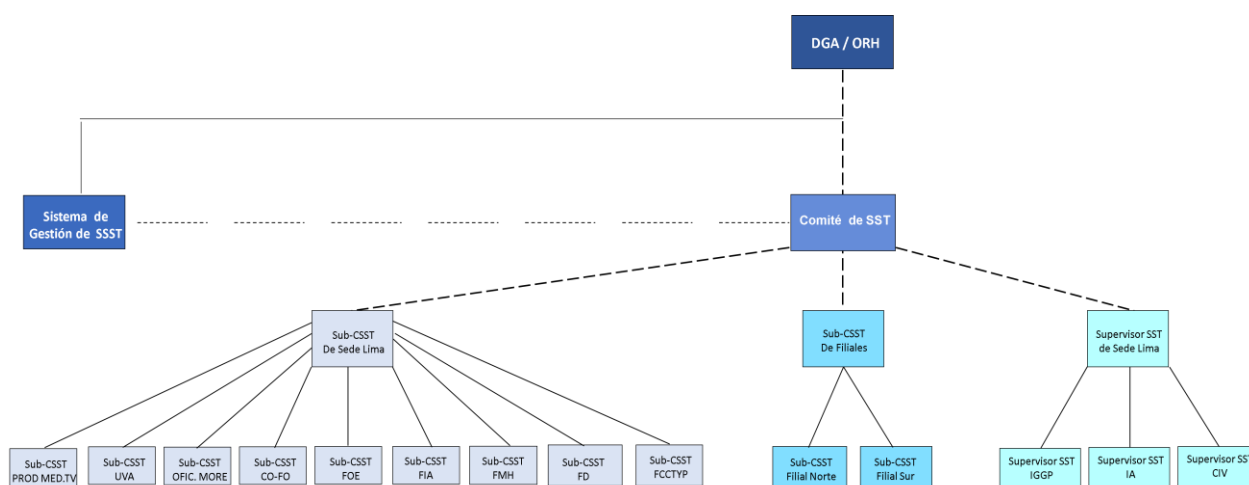 DGA / ORH
Sistema de
Gestión de SSST
Comité de SST
Sub-CSST
De Sede Lima
Sub-CSST
De Filiales
Supervisor SST
de Sede Lima
Sub-CSST
PROD MED.TV
Sub-CSST
UVA
Sub-CSST
OFIC. MORE
Sub-CSST
CO-FO
Sub-CSST
FOE
Sub-CSST
FIA
Sub-CSST
FMH
Sub-CSST
FD
Sub-CSST
FCCTYP
Sub-CSST
Filial Norte
Sub-CSST
Filial Sur
Supervisor SST
IGGP
Supervisor SST
IA
Supervisor SST
CIV